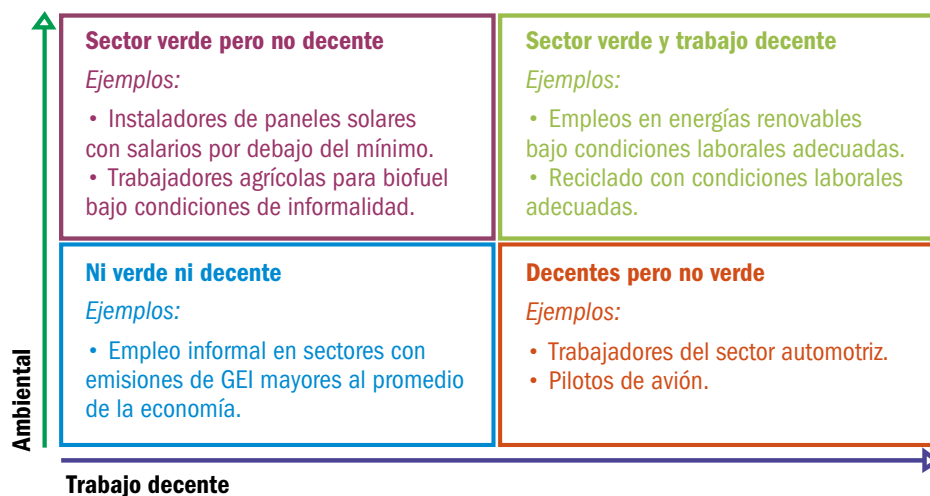 Sector verde pero no decente
Ejemplos:
• Instaladores de paneles solares
con salarios por debajo del mínimo.
• Trabajadores agrícolas para biofuel
bajo condiciones de informalidad.
Sector verde y trabajo decente
Ejemplos:
• Empleos en energías renovables
bajo condiciones laborales adecuadas.
• Reciclado con condiciones laborales
adecuadas.
Ni verde ni decente
Ejemplos:
• Empleo informal en sectores con
emisiones de GEI mayores al promedio
de la economía.
Decentes pero no verde
Ejemplos:
• Trabajadores del sector automotriz.
• Pilotos de avión.
Ambiental
Trabajo decente